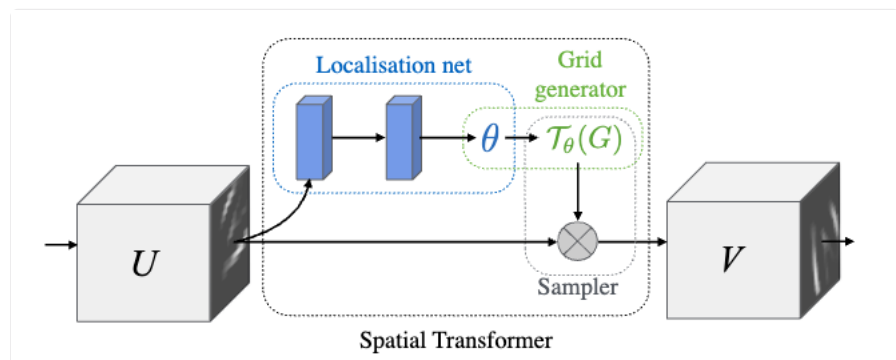 Localisation net
Grid
generator
θ
𝒯θ(G)
U
V
Sampler
Spatial Transformer